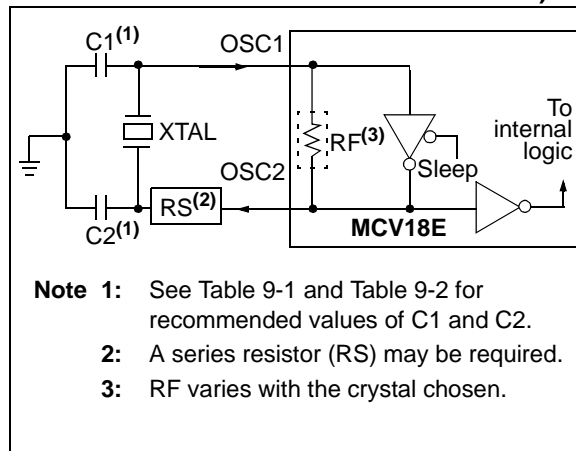 C1(1)
OSC1
XTAL
RF(3)
To
internal
logic
Sleep
OSC2
RS(2)
C2(1)
MCV18E
Note 1: See Table 9-1 and Table 9-2 for
recommended values of C1 and C2.
2: A series resistor (RS) may be required.
3: RF varies with the crystal chosen.